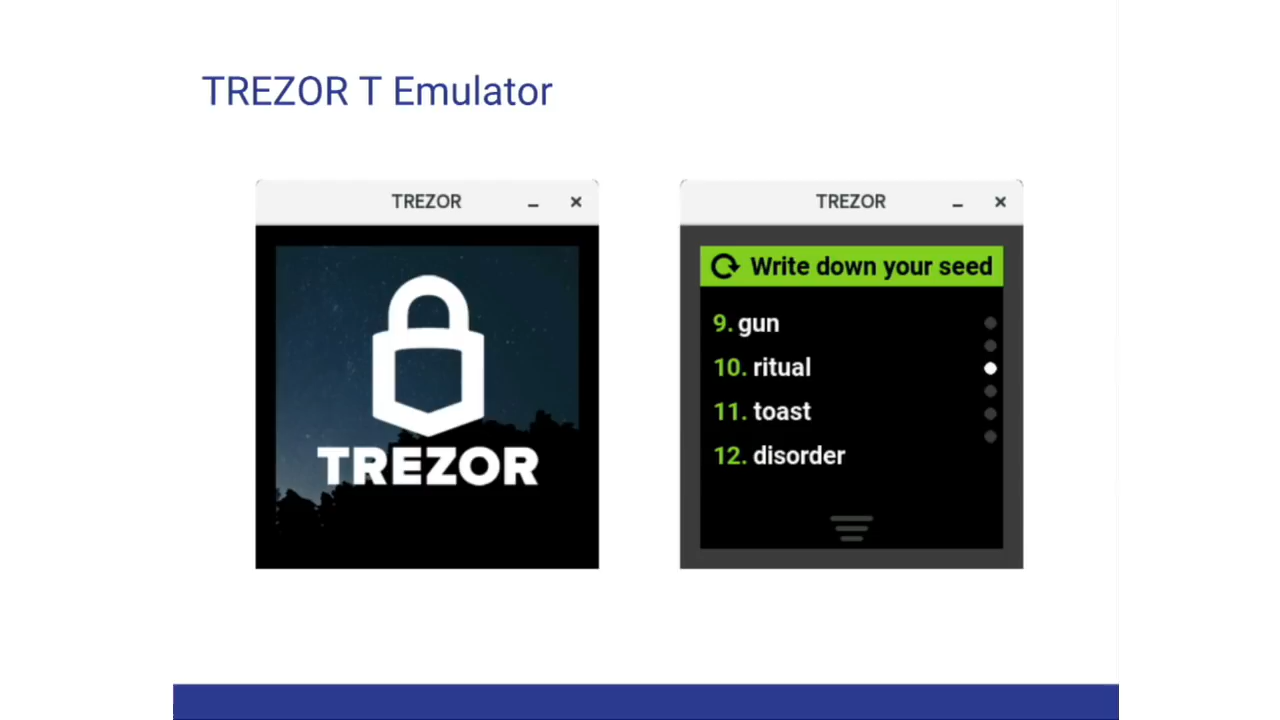 TREZOR T Emulator
TREZOR
TREZOR
TREZOR
Write down your seed
9. gun
10. ritual
11. toast
12. disorder